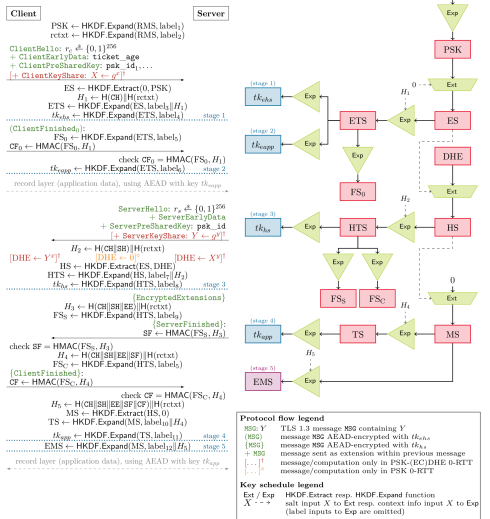 Client Server
PSK ← HKDF.Expand(RMS, label₁)
rctxt ← HKDF.Expand(RMS, label₂)
ClientHello: r_c ←$ {0,1}^256
+ ClientEarlyData: ticket_age
+ ClientPreSharedKey: psk_id₁,...
[+ ClientKeyShare: X ← g^x]†
ES ← HKDF.Extract(0, PSK)
H₁ ← H(CH)‖H(rctxt)
ETS ← HKDF.Expand(ES, label₃‖H₁)
tk_ehs ← HKDF.Expand(ETS, label₄) stage 1
(ClientFinished₀):
FS₀ ← HKDF.Expand(ETS, label₅)
CF₀ ← HMAC(FS₀, H₁)
check CF₀ = HMAC(FS₀, H₁)
tk_eapp ← HKDF.Expand(ETS, label₆) stage 2
record layer (application data), using AEAD with key tk_eapp
ServerHello: r_s ←$ {0,1}^256
+ ServerEarlyData
+ ServerPreSharedKey: psk_id
[+ ServerKeyShare: Y ← g^y]†
H₂ ← H(CH‖SH)‖H(rctxt)
[DHE ← Y^x]† [DHE ← 0]◦ [DHE ← X^y]†
HS ← HKDF.Extract(ES, DHE)
HTS ← HKDF.Expand(HS, label₇‖H₂)
tk_hs ← HKDF.Expand(HTS, label₈) stage 3
{EncryptedExtensions}
H₃ ← H(CH‖SH‖EE)‖H(rctxt)
FS_S ← HKDF.Expand(HTS, label₉)
{ServerFinished}:
SF ← HMAC(FS_S, H₃)
check SF = HMAC(FS_S, H₃)
H₄ ← H(CH‖SH‖EE‖SF)‖H(rctxt)
FS_C ← HKDF.Expand(HTS, label₅)
{ClientFinished}:
CF ← HMAC(FS_C, H₄)
check CF = HMAC(FS_C, H₄)
H₅ ← H(CH‖SH‖EE‖SF‖CF)‖H(rctxt)
MS ← HKDF.Extract(HS, 0)
TS ← HKDF.Expand(MS, label₁₀‖H₄)
tk_app ← HKDF.Expand(TS, label₁₁) stage 4
EMS ← HKDF.Expand(MS, label₁₂‖H₅) stage 5
record layer (application data), using AEAD with key tk_app
Exp
PSK
0 Ext
(stage 1) H₁
tk_ehs Exp ETS Exp ES
(stage 2)
tk_eapp Exp Exp DHE
FS₀ Ext
(stage 3) H₂
tk_hs Exp HTS Exp HS
Exp Exp
0
FS_S FS_C Ext
(stage 4) H₄
tk_app Exp TS Exp MS
(stage 5) H₅
EMS Exp
Protocol flow legend
MSG: Y TLS 1.3 message MSG containing Y
(MSG) message MSG AEAD-encrypted with tk_ehs
{MSG} message MSG AEAD-encrypted with tk_hs
+ MSG message sent as extension within previous message
[...]† message/computation only in PSK-(EC)DHE 0-RTT
[...]◦ message/computation only in PSK 0-RTT
Key schedule legend
Ext / Exp HKDF.Extract resp. HKDF.Expand function
X salt input X to Ext resp. context info input X to Exp
(label inputs to Exp are omitted)